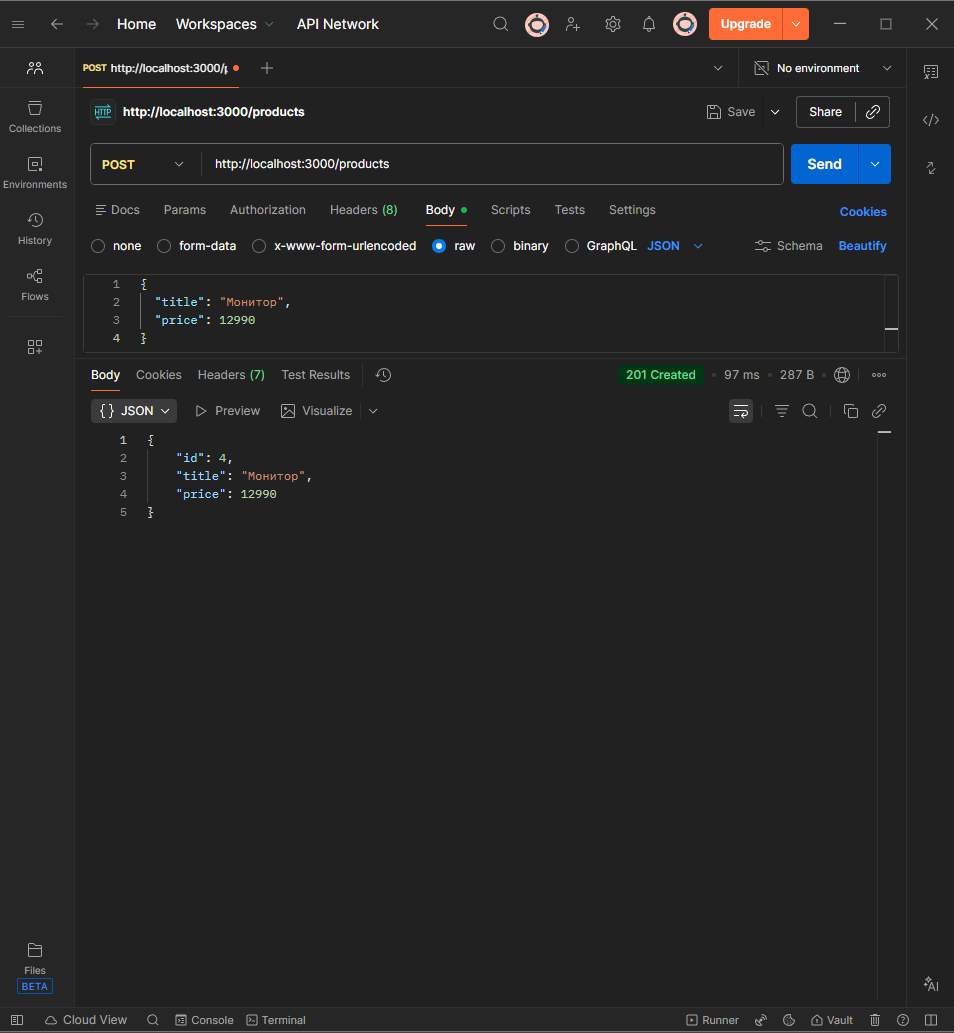 Home Workspaces API Network Upgrade
POST http://localhost:3000/p No environment
HTTP http://localhost:3000/products Save Share
Collections
Environments
History
Flows
POST http://localhost:3000/products Send
Docs Params Authorization Headers (8) Body Scripts Tests Settings Cookies
none form-data x-www-form-urlencoded raw binary GraphQL JSON Schema Beautify
1 {
2 "title": "Монитор",
3 "price": 12990
4 }
Body Cookies Headers (7) Test Results 201 Created 97 ms 287 B
{} JSON Preview Visualize
1 {
2 "id": 4,
3 "title": "Монитор",
4 "price": 12990
5 }
Files
BETA
AI
Cloud View Console Terminal Runner Vault